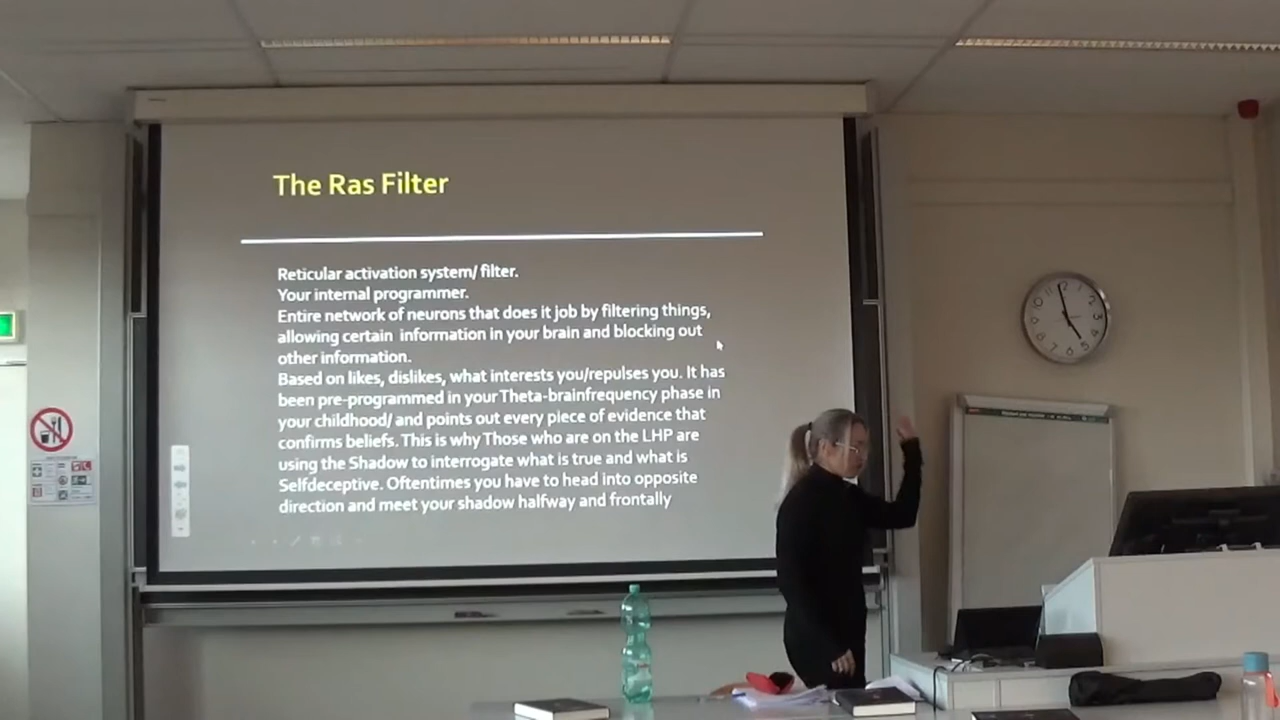 The Ras Filter
Reticular activation system/ filter.
Your internal programmer.
Entire network of neurons that does it job by filtering things,
allowing certain information in your brain and blocking out
other information.
Based on likes, dislikes, what interests you/repulses you. It has
been pre-programmed in your Theta-brainfrequency phase in
your childhood/ and points out every piece of evidence that
confirms beliefs. This is why Those who are on the LHP are
using the Shadow to interrogate what is true and what is
Selfdeceptive. Oftentimes you have to head into opposite
direction and meet your shadow halfway and frontally